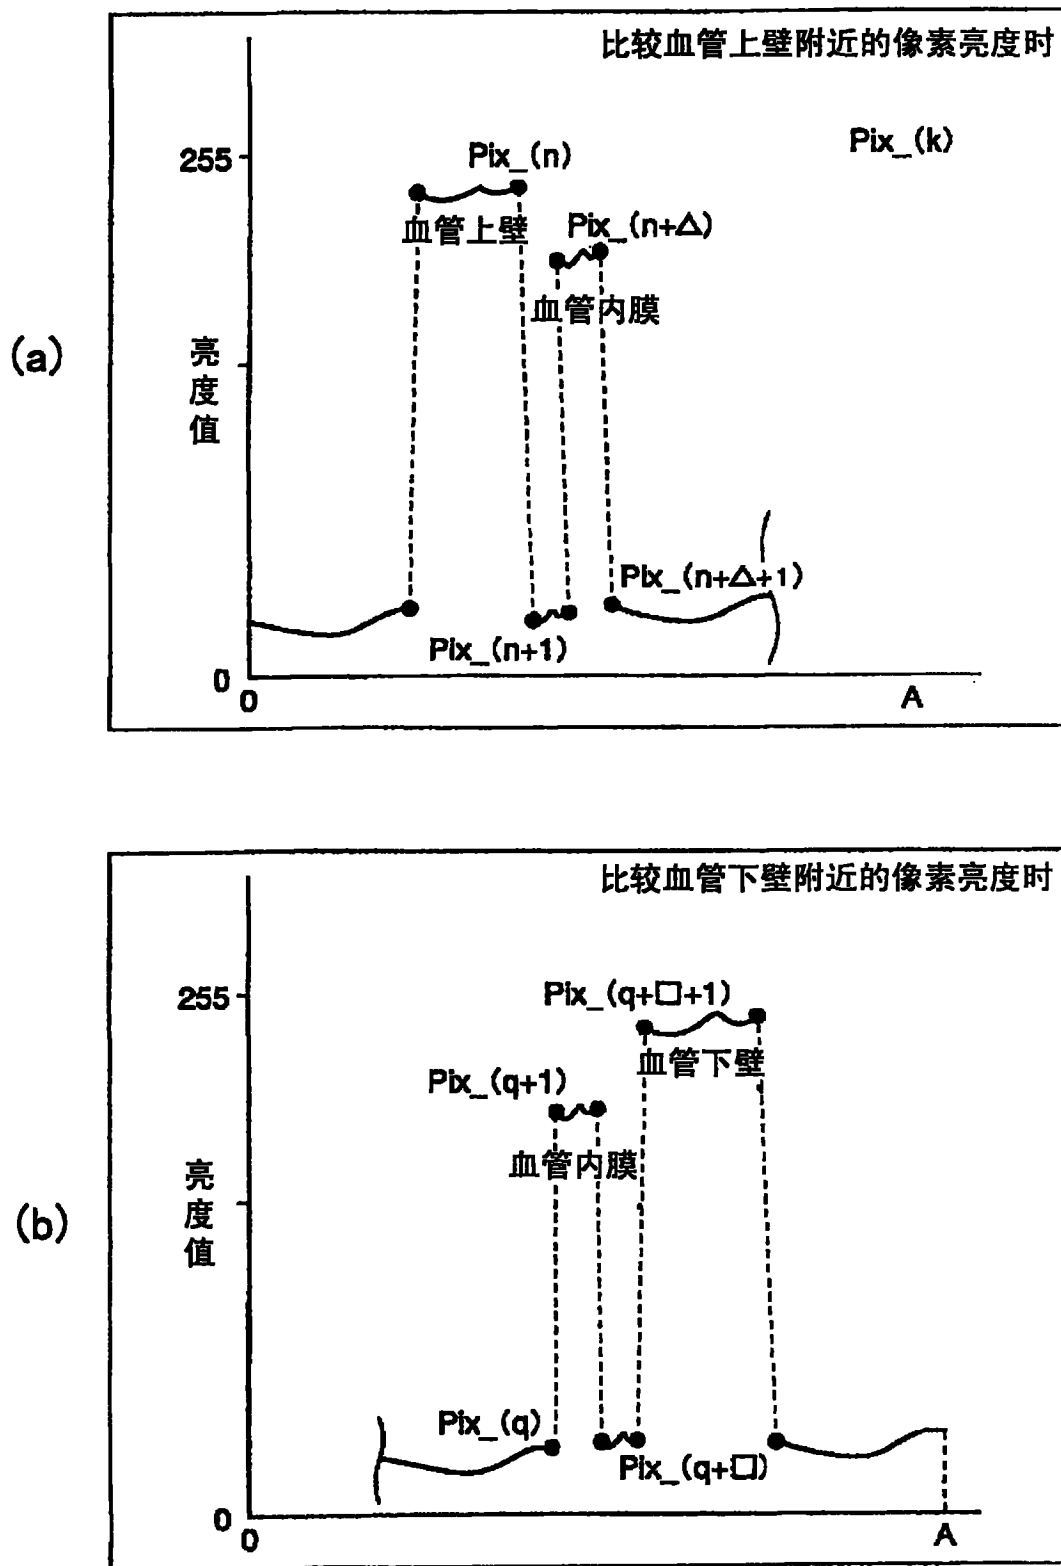 比较血管上壁附近的像素亮度时
Pix_(k)
255
Pix_(n)
血管上壁
Pix_(n+△)
血管内膜
(a)
亮度值
Pix_(n+△+1)
Pix_(n+1)
0
0
A
比较血管下壁附近的像素亮度时
255
Pix_(q+□+1)
血管下壁
Pix_(q+1)
血管内膜
(b)
亮度值
Pix_(q)
Pix_(q+□)
0
0
A